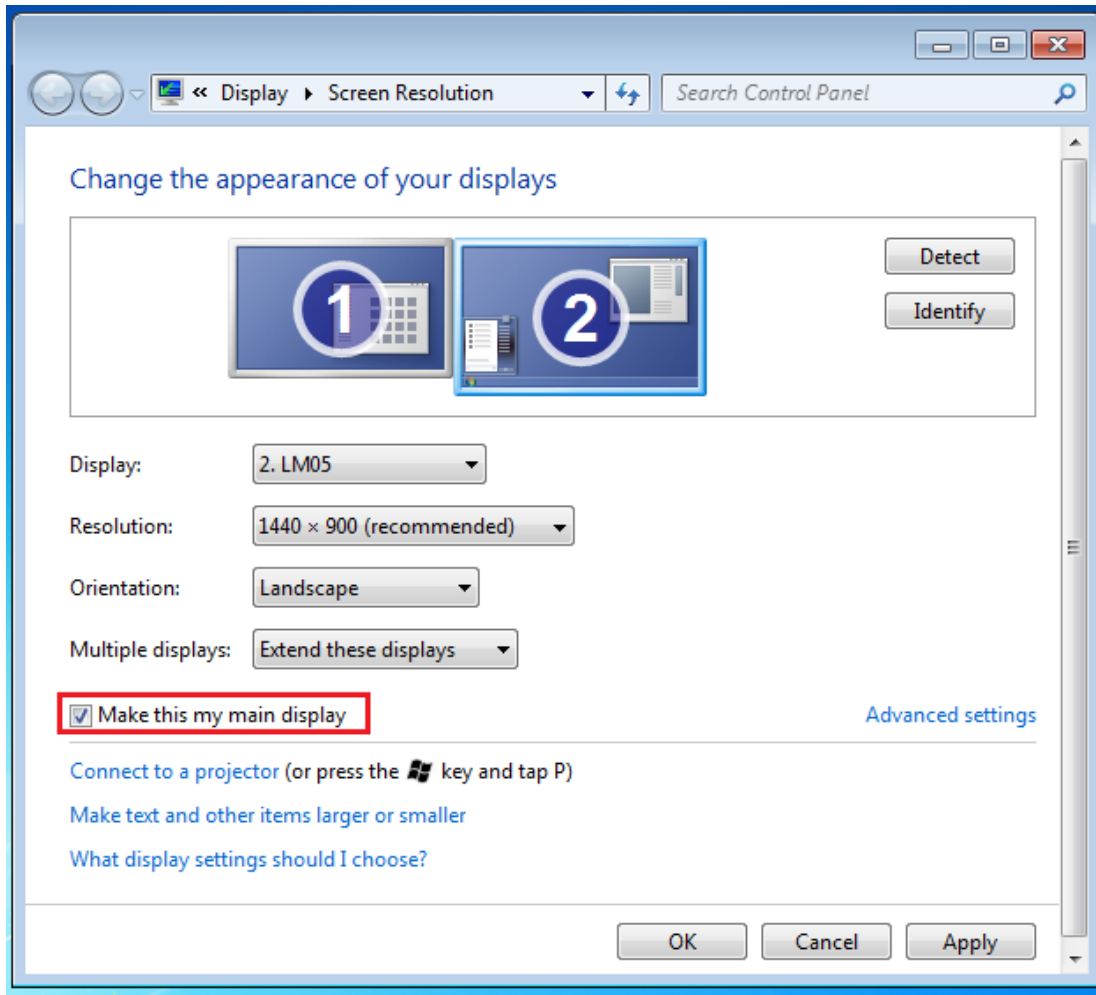 « Display ▸ Screen Resolution
Search Control Panel
Change the appearance of your displays
1
2
Detect
Identify
Display: 2. LM05
Resolution: 1440 × 900 (recommended)
Orientation: Landscape
Multiple displays: Extend these displays
Make this my main display Advanced settings
Connect to a projector (or press the key and tap P)
Make text and other items larger or smaller
What display settings should I choose?
OK Cancel Apply